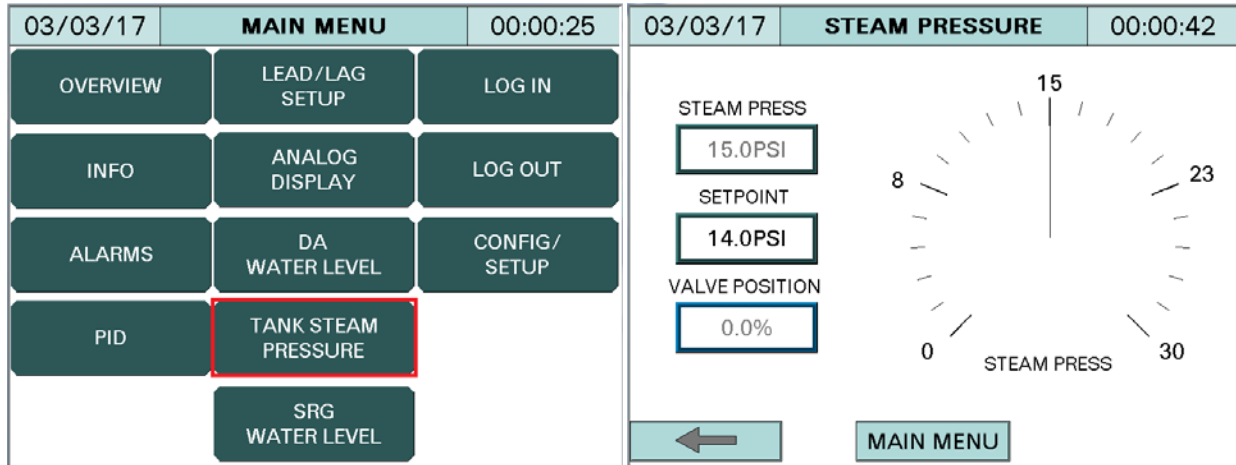 03/03/17 MAIN MENU 00:00:25
OVERVIEW
LEAD/LAG
SETUP
LOG IN
INFO
ANALOG
DISPLAY
LOG OUT
ALARMS
DA
WATER LEVEL
CONFIG/
SETUP
PID
TANK STEAM
PRESSURE
SRG
WATER LEVEL
03/03/17 STEAM PRESSURE 00:00:42
STEAM PRESS
15.0PSI
SETPOINT
14.0PSI
VALVE POSITION
0.0%
15
8
23
0
30
STEAM PRESS
MAIN MENU